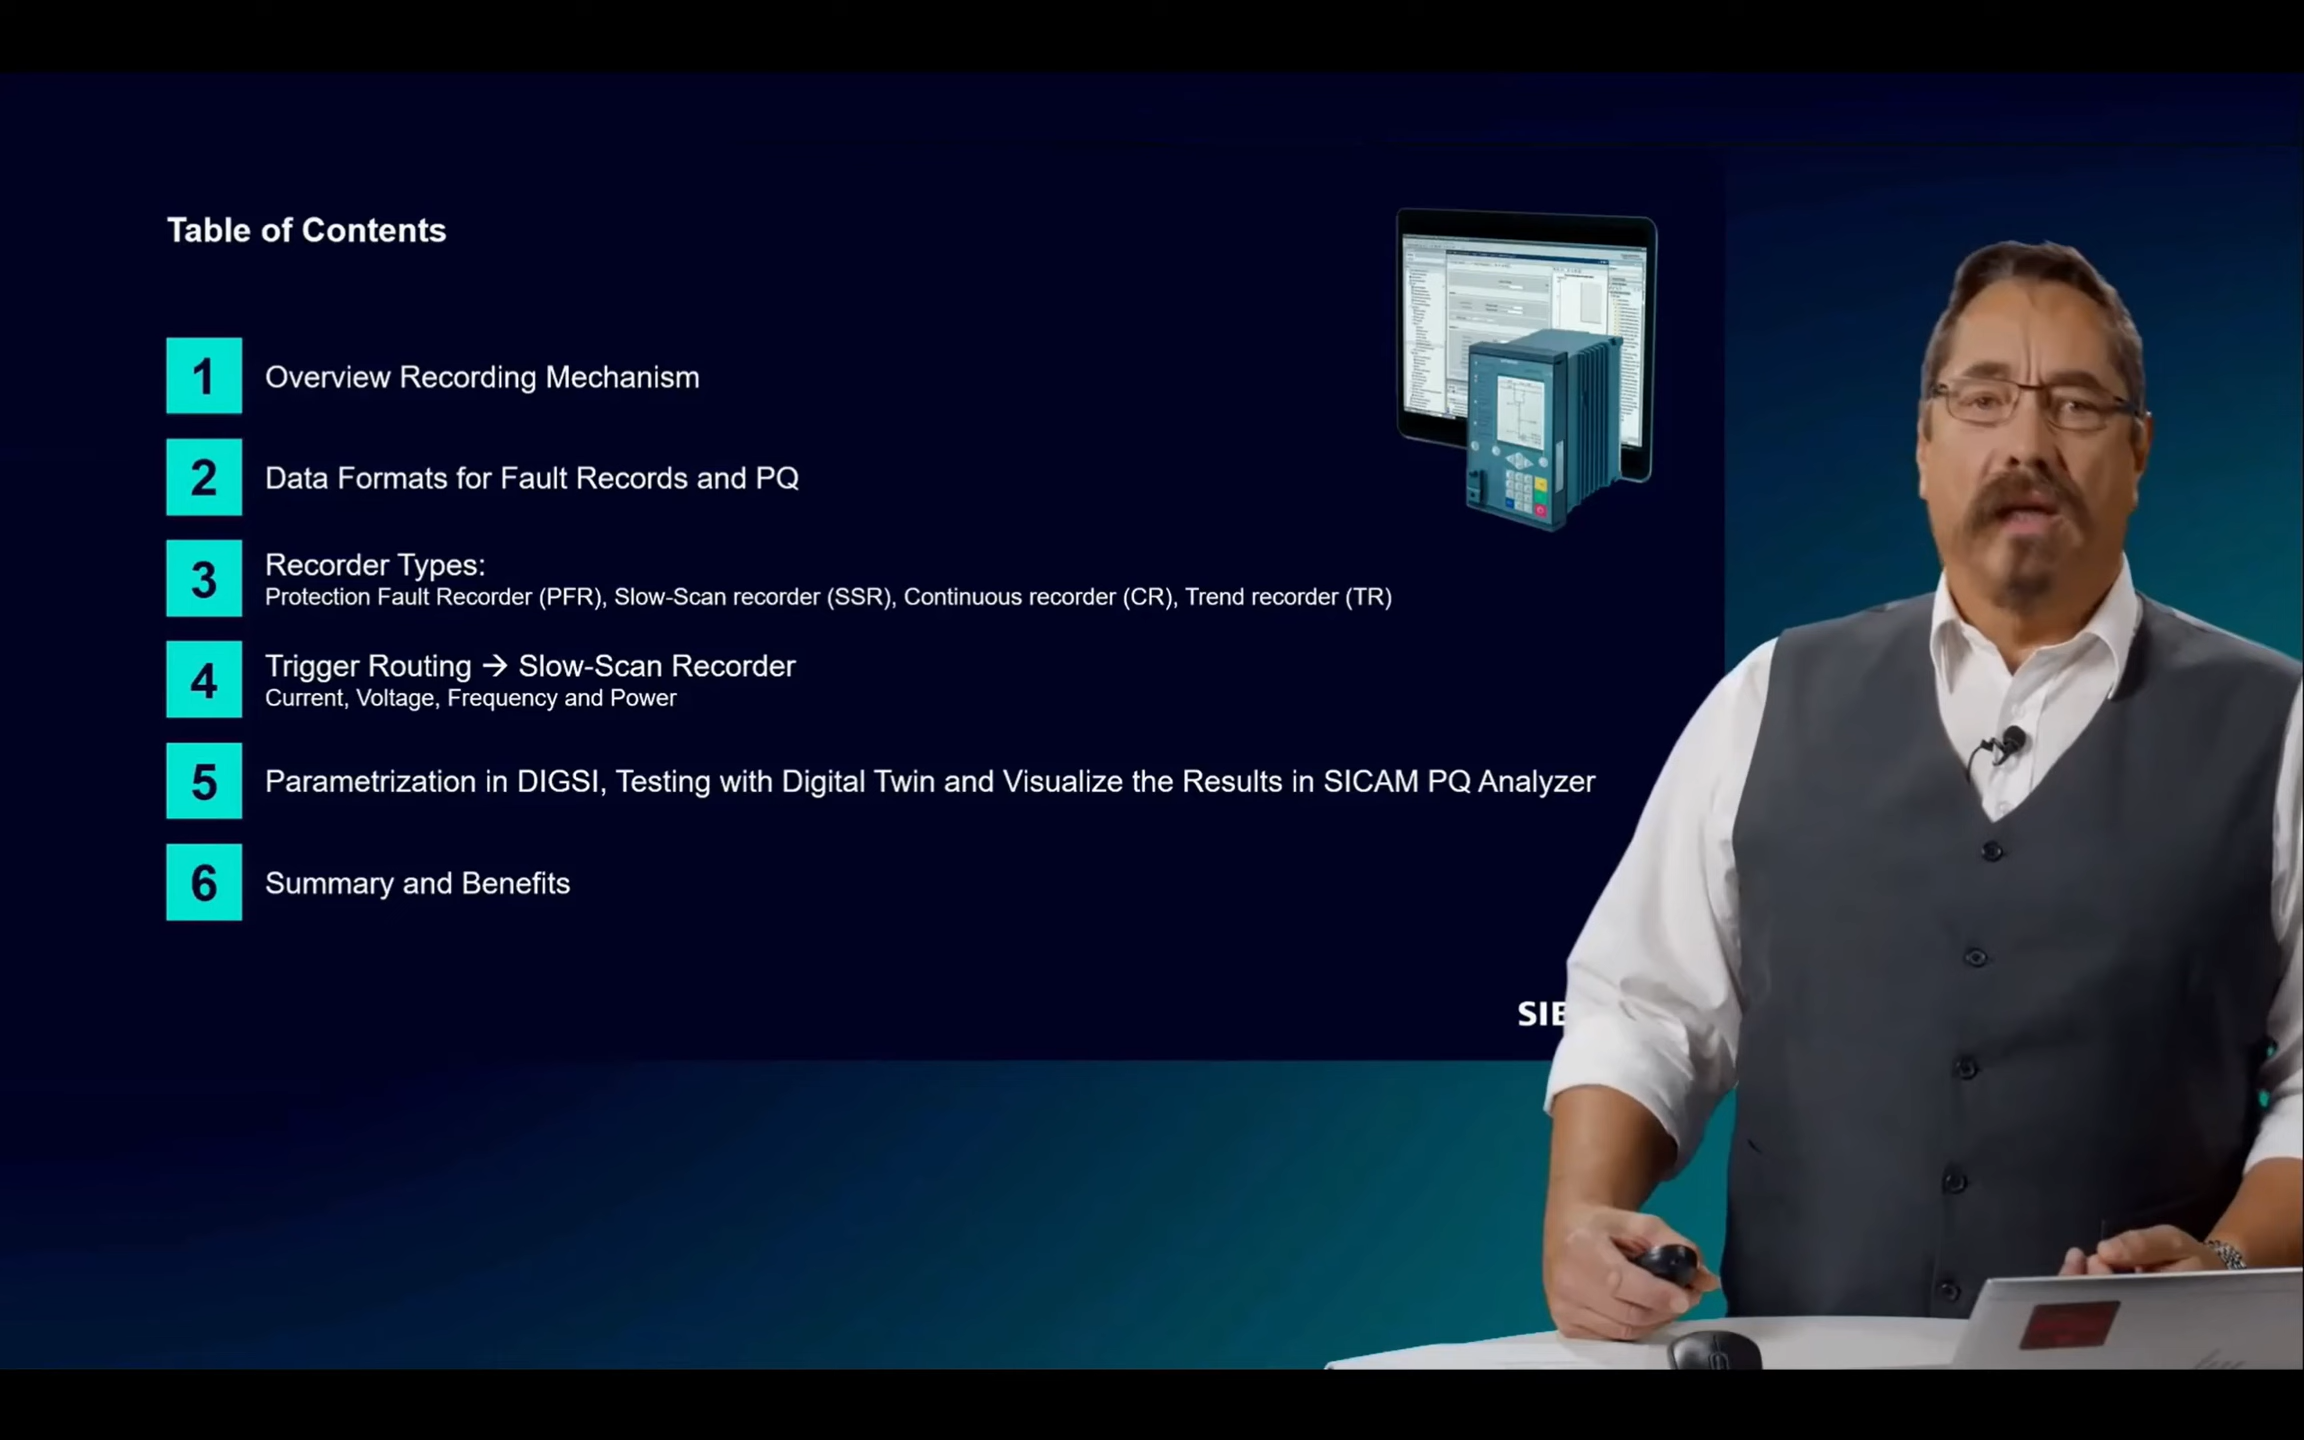 Table of Contents
1
Overview Recording Mechanism
2
Data Formats for Fault Records and PQ
3
Recorder Types:
Protection Fault Recorder (PFR), Slow-Scan recorder (SSR), Continuous recorder (CR), Trend recorder (TR)
4
Trigger Routing → Slow-Scan Recorder
Current, Voltage, Frequency and Power
5
Parametrization in DIGSI, Testing with Digital Twin and Visualize the Results in SICAM PQ Analyzer
6
Summary and Benefits
SIE